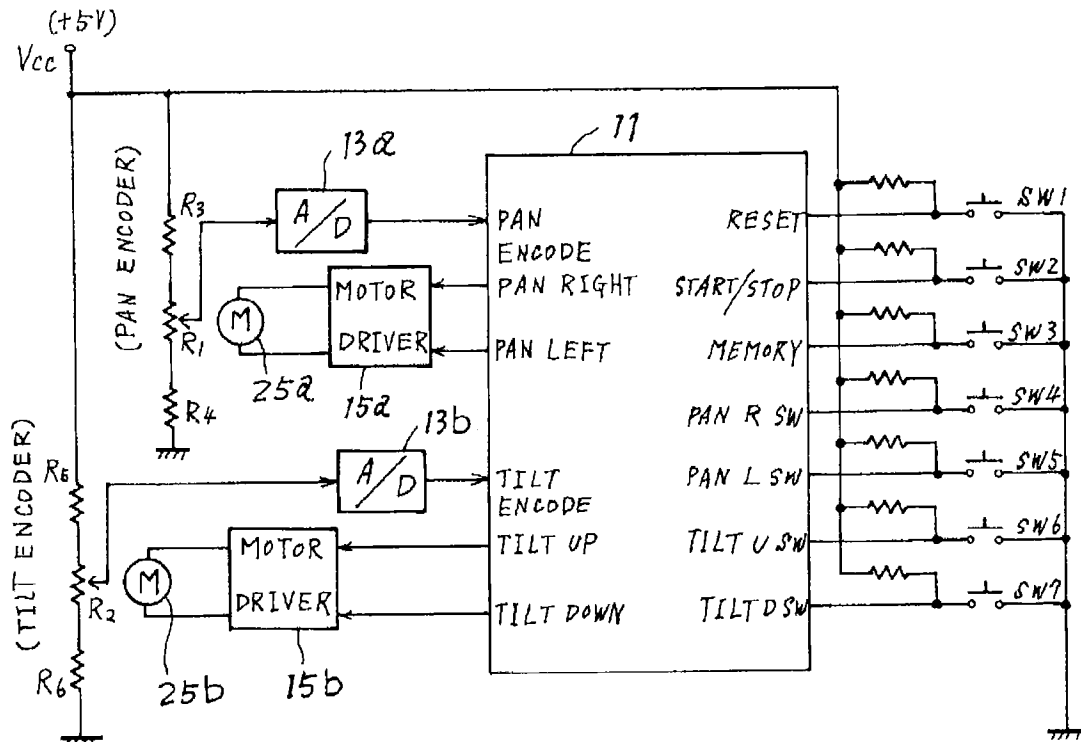 (+5V)
Vcc
(PAN ENCODER)
R3
R1
R4
(TILT ENCODER)
R5
R2
R6
13a
A/D
MOTOR
DRIVER
M
25a
15a
13b
A/D
MOTOR
DRIVER
M
25b
15b
11
PAN
ENCODE
PAN RIGHT
PAN LEFT
TILT
ENCODE
TILT UP
TILT DOWN
RESET
START/STOP
MEMORY
PAN R SW
PAN L SW
TILT U SW
TILT D SW
SW1
SW2
SW3
SW4
SW5
SW6
SW7